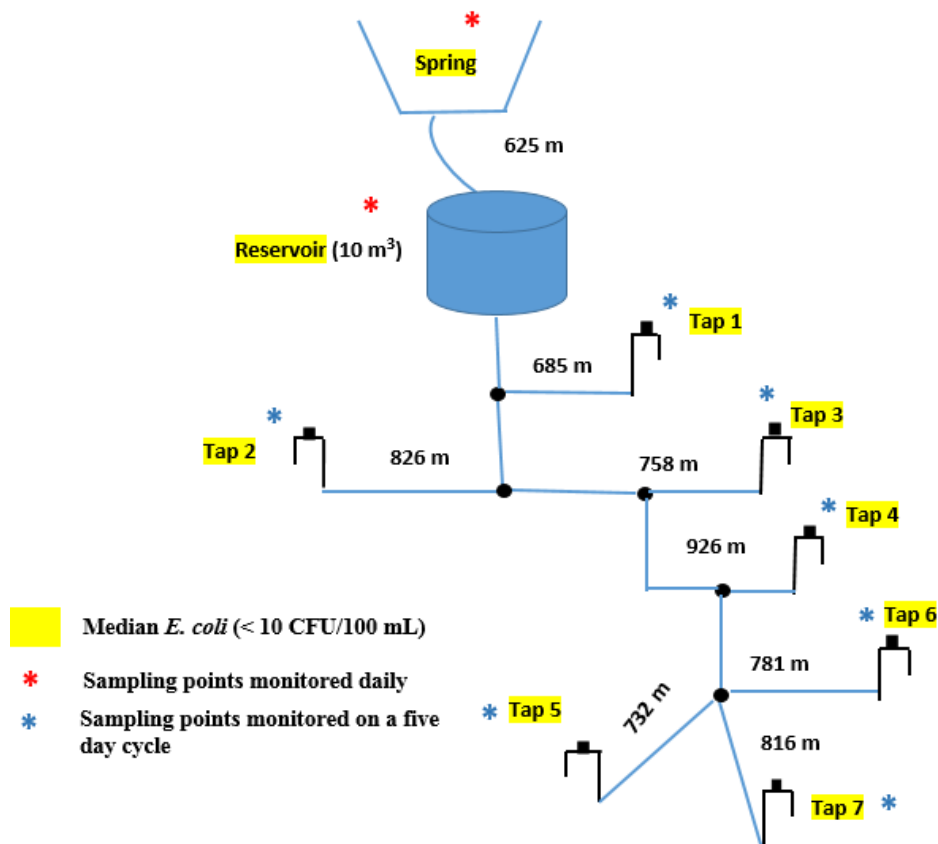 *
Spring
625 m
*
Reservoir (10 m³)
* Tap 1
685 m
*
Tap 2
826 m
*
Tap 3
758 m
* Tap 4
926 m
* Tap 6
781 m
* Tap 5
732 m
816 m
Tap 7 *
Median E. coli (< 10 CFU/100 mL)
* Sampling points monitored daily
* Sampling points monitored on a five
day cycle